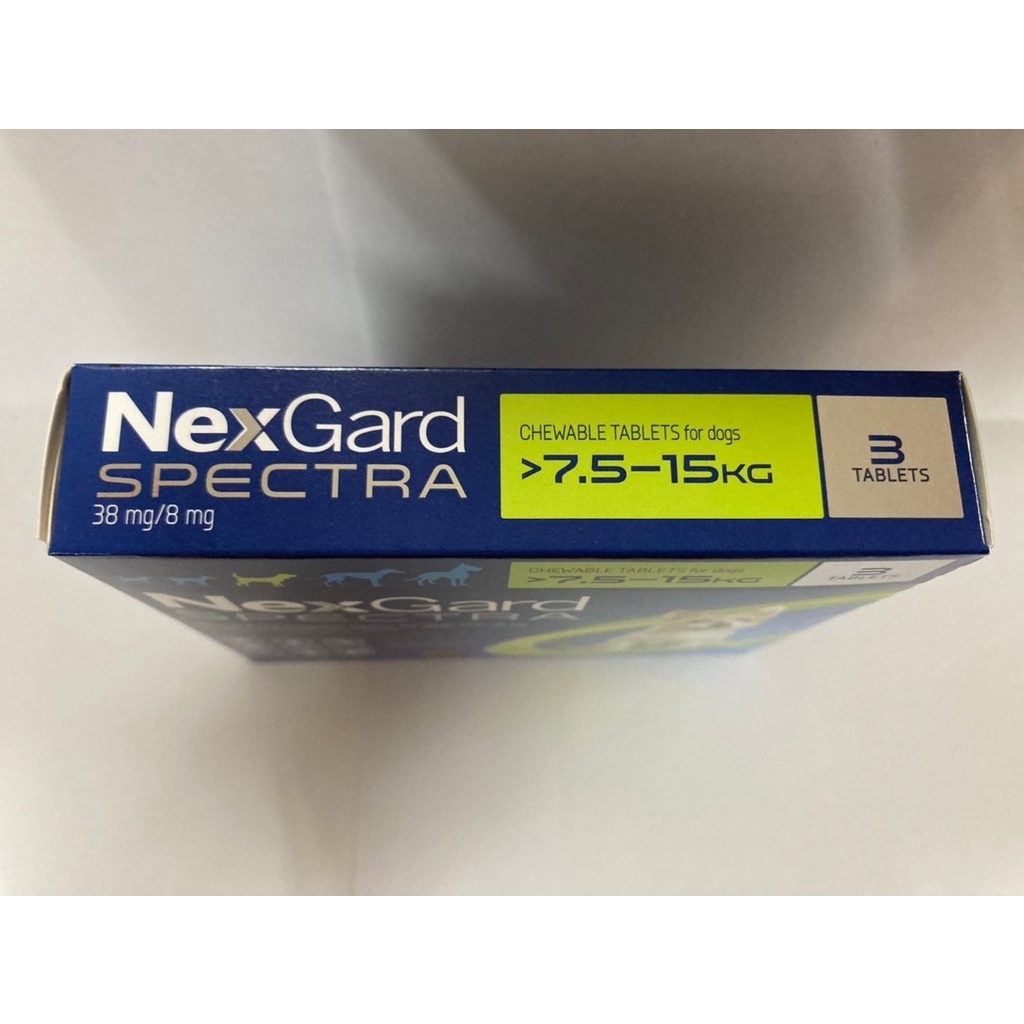 NexGard
SPECTRA
38 mg/8 mg
CHEWABLE TABLETS for dogs
>7.5–15KG
3
TABLETS
CHEWABLE TABLETS for dogs
>7.5–15KG
3
TABLETS
NexGard
SPECTRA